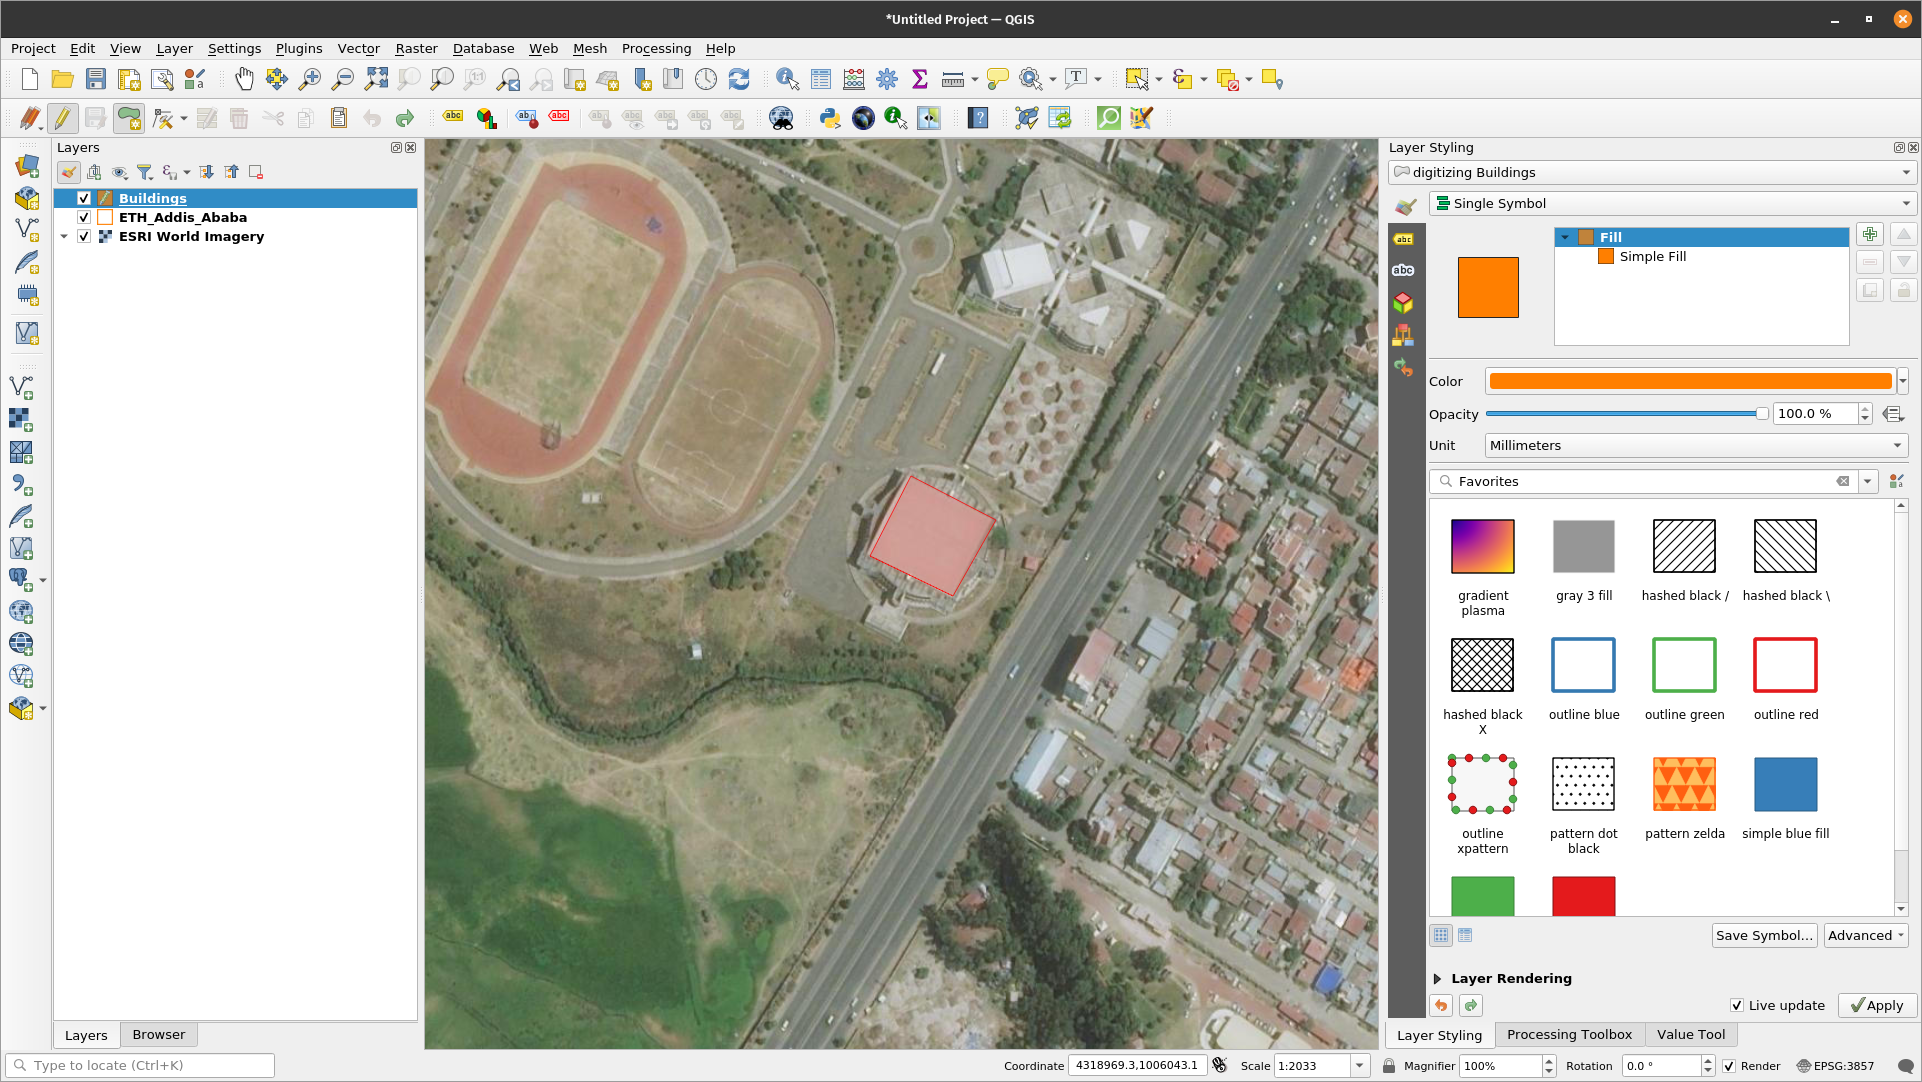 *Untitled Project — QGIS
Project Edit View Layer Settings Plugins Vector Raster Database Web Mesh Processing Help
Layers
Buildings
ETH_Addis_Ababa
ESRI World Imagery
Layers Browser
Layer Styling
digitizing Buildings
Single Symbol
Fill
Simple Fill
Color
Opacity 100.0 %
Unit Millimeters
Favorites
gradient plasma
gray 3 fill
hashed black /
hashed black \
hashed black X
outline blue
outline green
outline red
outline xpattern
pattern dot black
pattern zelda
simple blue fill
Save Symbol... Advanced
Layer Rendering
Live update Apply
Layer Styling Processing Toolbox Value Tool
Type to locate (Ctrl+K) Coordinate 4318969.3,1006043.1 Scale 1:2033 Magnifier 100% Rotation 0.0 ° Render EPSG:3857